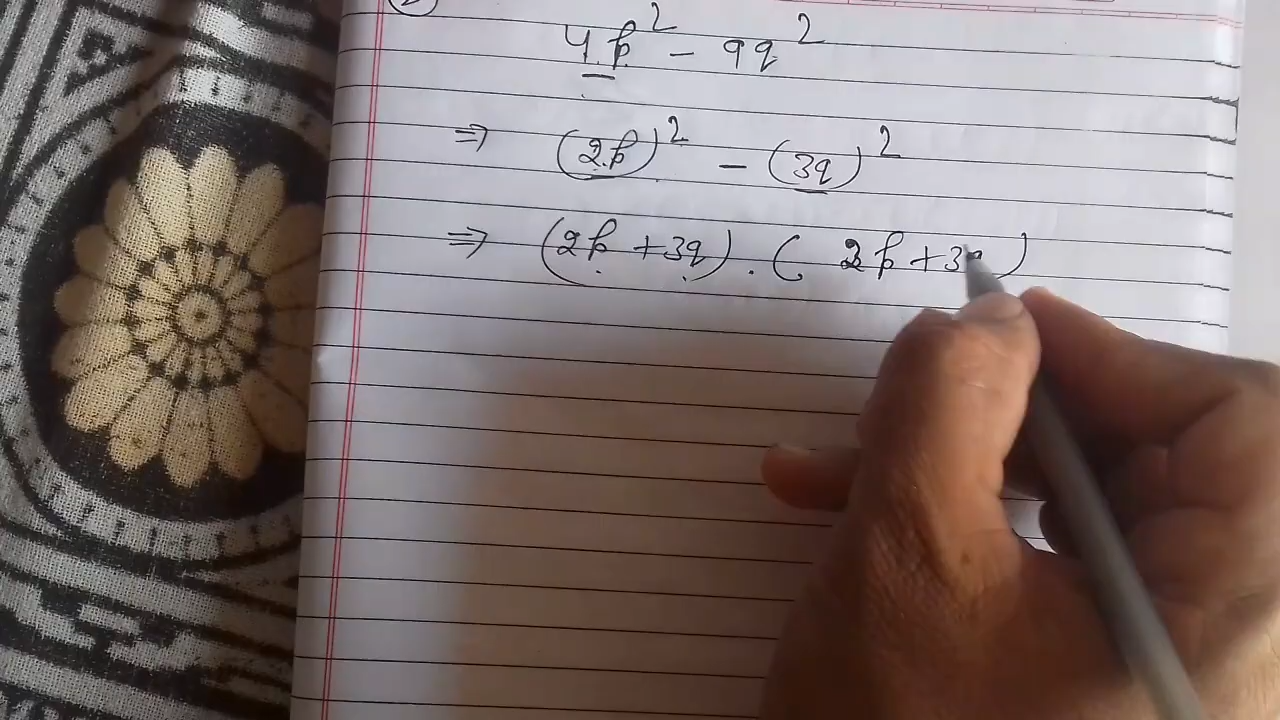 4p² - 9q²
⇒ (2p)² - (3q)²
⇒ (2p + 3q) . ( 2p + 3q )